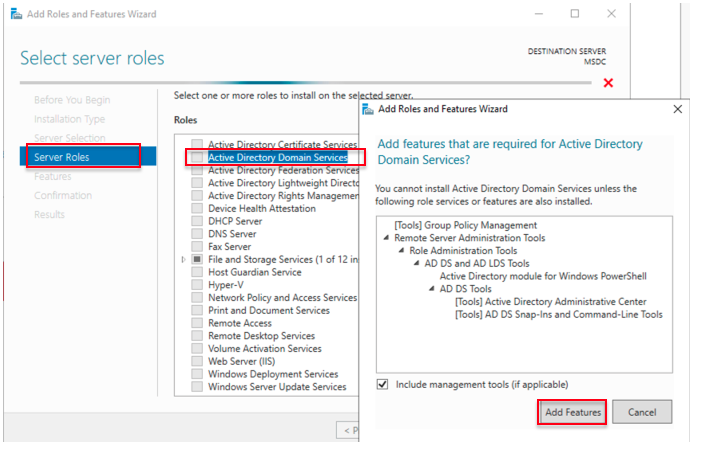 Add Roles and Features Wizard
Select server roles
DESTINATION SERVER
MSDC
Before You Begin
Installation Type
Server Selection
Server Roles
Features
Confirmation
Results
Select one or more roles to install on the selected server.
Roles
Active Directory Certificate Services
Active Directory Domain Services
Active Directory Federation Services
Active Directory Lightweight Directo
Active Directory Rights Managemen
Device Health Attestation
DHCP Server
DNS Server
Fax Server
File and Storage Services (1 of 12 in
Host Guardian Service
Hyper-V
Network Policy and Access Services
Print and Document Services
Remote Access
Remote Desktop Services
Volume Activation Services
Web Server (IIS)
Windows Deployment Services
Windows Server Update Services
< P
Add Roles and Features Wizard
Add features that are required for Active Directory
Domain Services?
You cannot install Active Directory Domain Services unless the
following role services or features are also installed.
[Tools] Group Policy Management
Remote Server Administration Tools
Role Administration Tools
AD DS and AD LDS Tools
Active Directory module for Windows PowerShell
AD DS Tools
[Tools] Active Directory Administrative Center
[Tools] AD DS Snap-Ins and Command-Line Tools
Include management tools (if applicable)
Add Features
Cancel